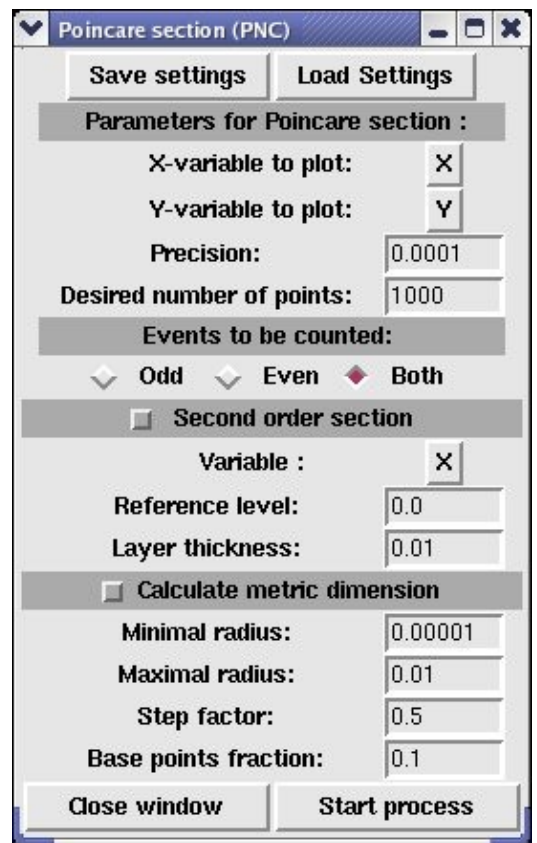 Poincare section (PNC)
Save settings Load Settings
Parameters for Poincare section :
X-variable to plot: X
Y-variable to plot: Y
Precision: 0.0001
Desired number of points: 1000
Events to be counted:
Odd Even Both
Second order section
Variable : X
Reference level: 0.0
Layer thickness: 0.01
Calculate metric dimension
Minimal radius: 0.00001
Maximal radius: 0.01
Step factor: 0.5
Base points fraction: 0.1
Close window Start process